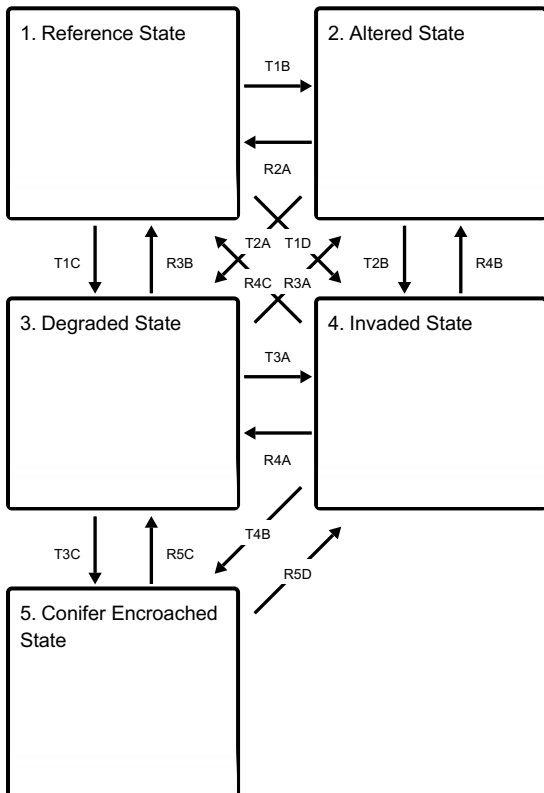 1. Reference State
2. Altered State
T1B
R2A
T2A
T1D
T1C
R3B
R4C
R3A
T2B
R4B
3. Degraded State
4. Invaded State
T3A
R4A
T3C
R5C
T4B
R5D
5. Conifer Encroached
State